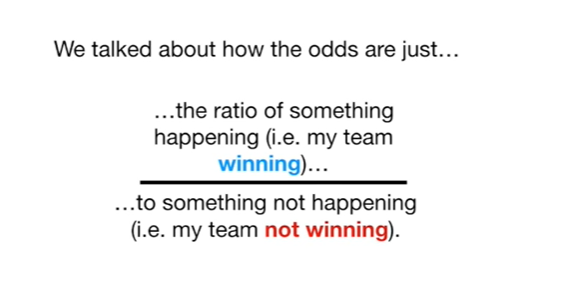 We talked about how the odds are just…
…the ratio of something
happening (i.e. my team
winning)…
…to something not happening
(i.e. my team not winning).